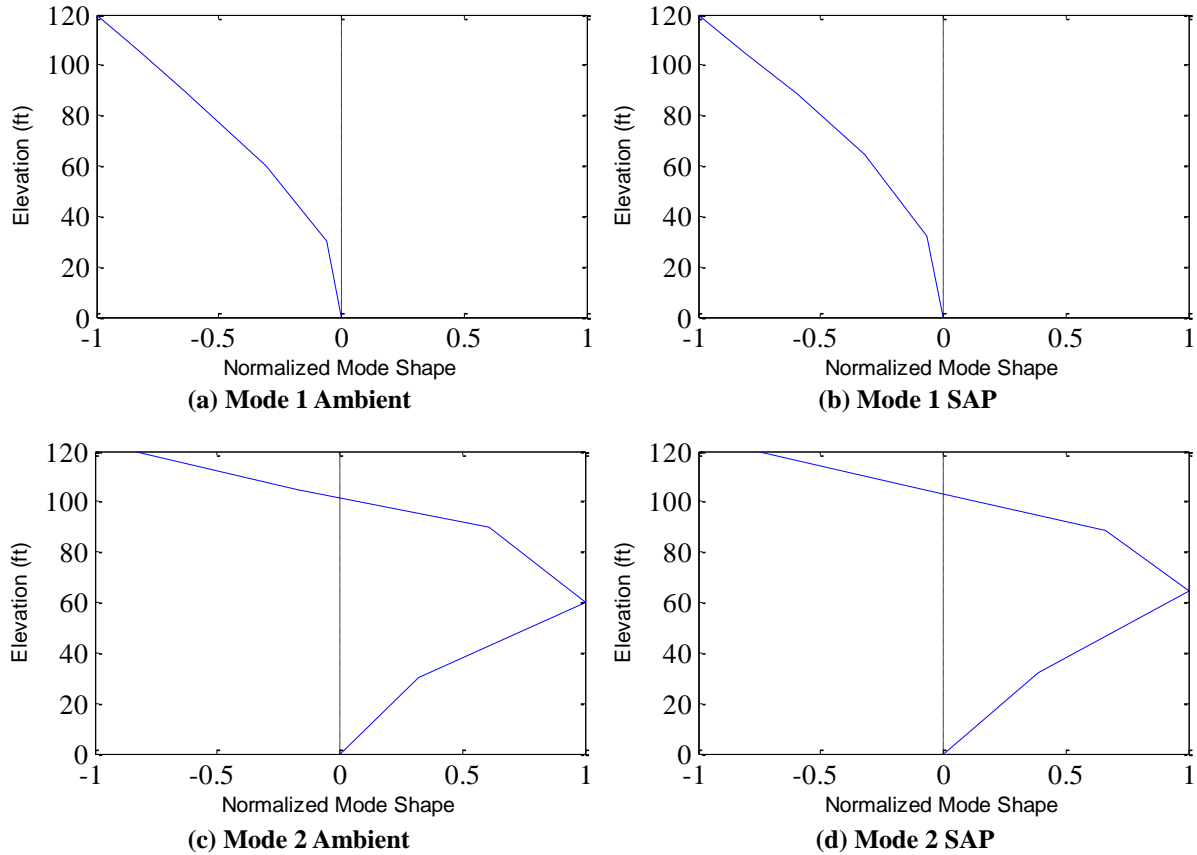 120
100
80
60
40
20
0
Elevation (ft)
-1 -0.5 0 0.5 1
Normalized Mode Shape
(a) Mode 1 Ambient
120
100
80
60
40
20
0
Elevation (ft)
-1 -0.5 0 0.5 1
Normalized Mode Shape
(b) Mode 1 SAP
120
100
80
60
40
20
0
Elevation (ft)
-1 -0.5 0 0.5 1
Normalized Mode Shape
(c) Mode 2 Ambient
120
100
80
60
40
20
0
Elevation (ft)
-1 -0.5 0 0.5 1
Normalized Mode Shape
(d) Mode 2 SAP